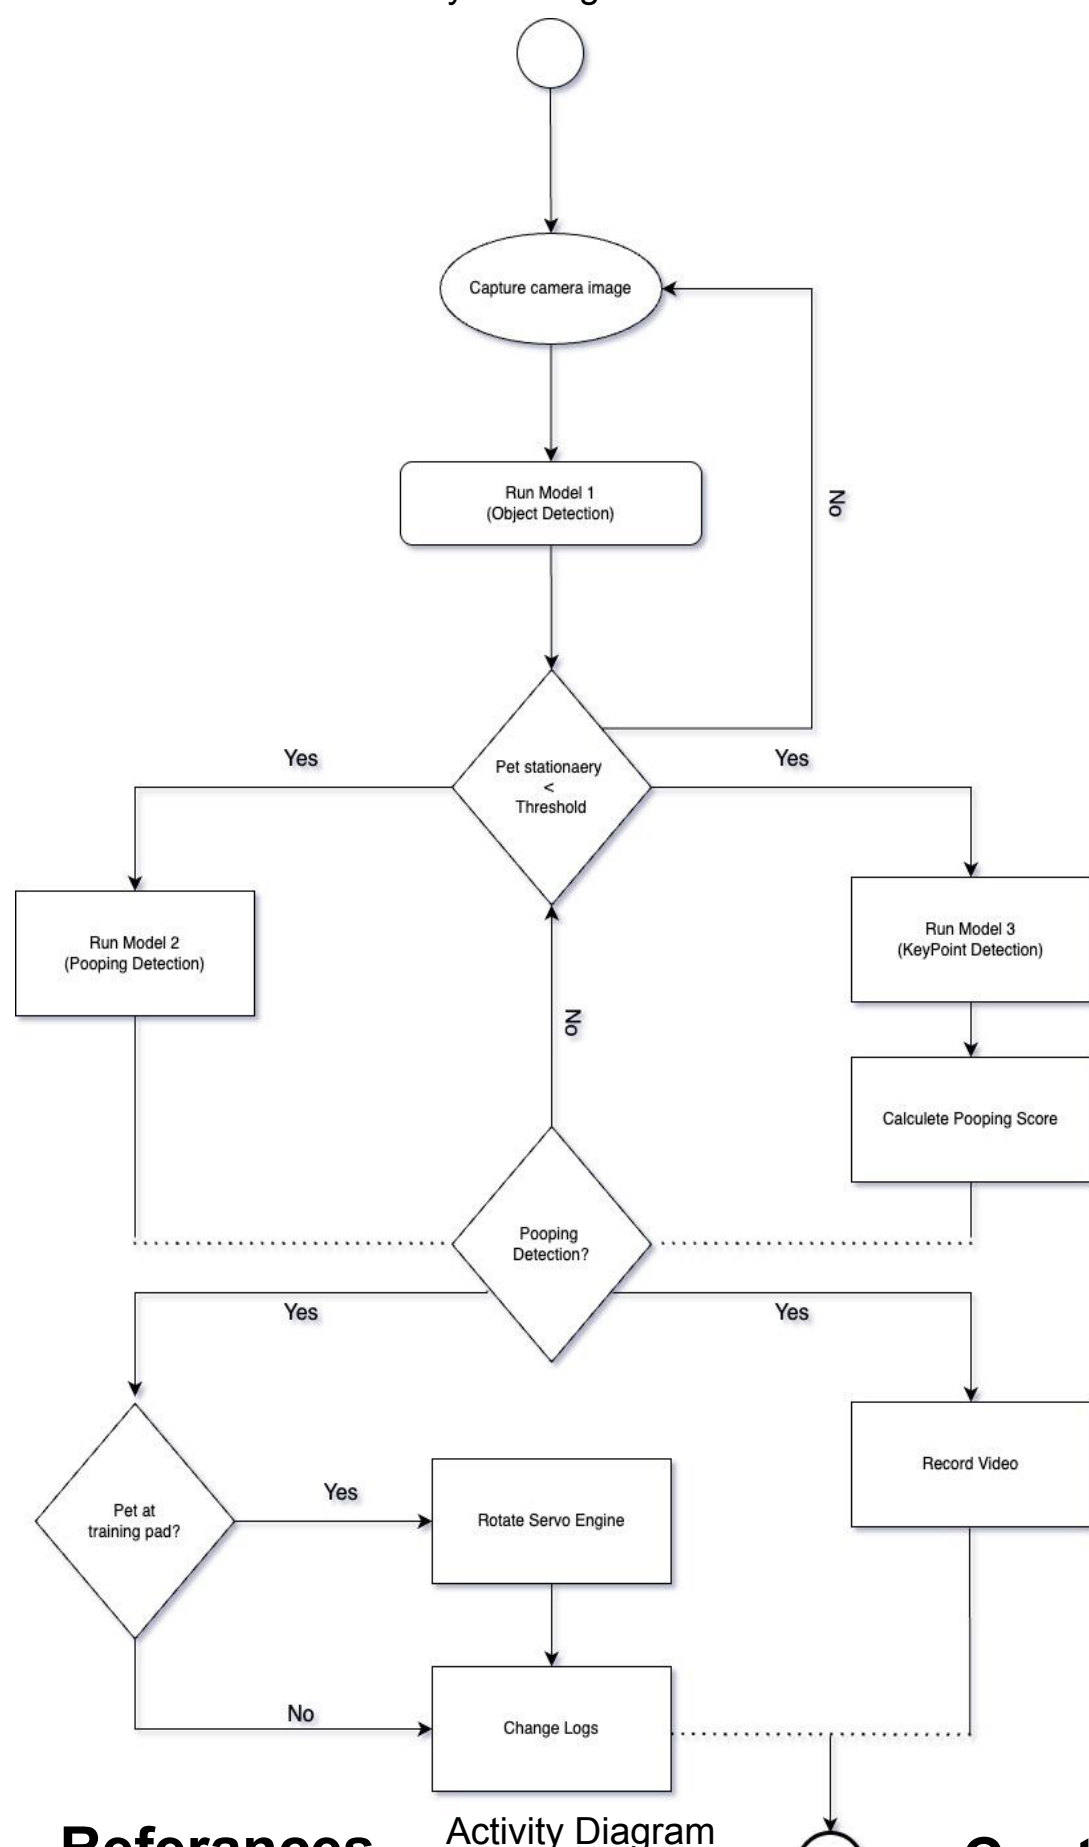 Capture camera image
Run Model 1
(Object Detection)
No
Yes
Pet stationaery
<
Threshold
Yes
Run Model 2
(Pooping Detection)
Run Model 3
(KeyPoint Detection)
No
Calculete Pooping Score
Pooping
Detection?
Yes
Yes
Pet at
training pad?
Yes
Rotate Servo Engine
Record Video
No
Change Logs
Activity Diagram
Referances